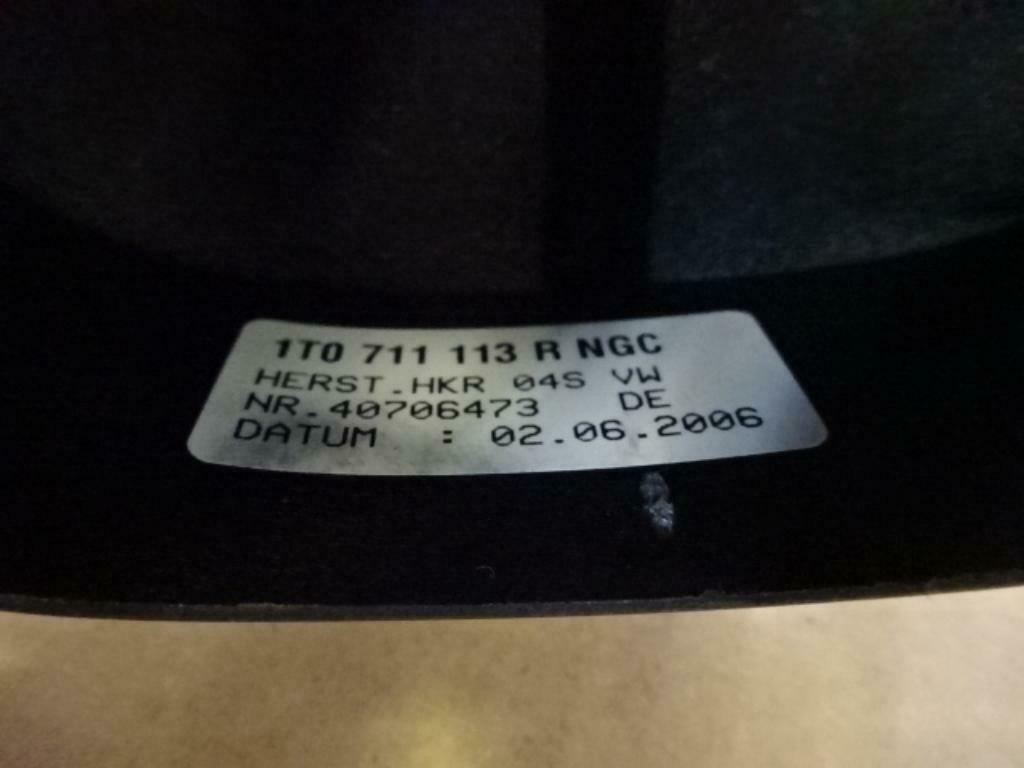 1T0 711 113 R NGC
HERST.HKR 04S VW
NR.40706473 DE
DATUM : 02.06.2006